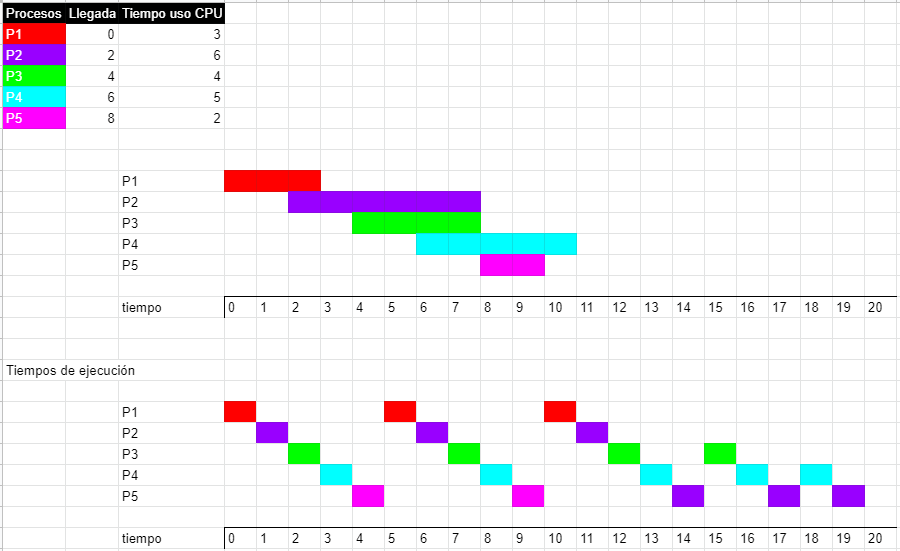 Procesos Llegada Tiempo uso CPU
P1 0 3
P2 2 6
P3 4 4
P4 6 5
P5 8 2
P1
P2
P3
P4
P5
tiempo 0 1 2 3 4 5 6 7 8 9 10 11 12 13 14 15 16 17 18 19 20
Tiempos de ejecución
P1
P2
P3
P4
P5
tiempo 0 1 2 3 4 5 6 7 8 9 10 11 12 13 14 15 16 17 18 19 20